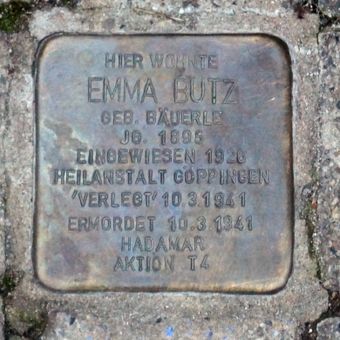 HIER WOHNTE
EMMA BUTZ
GEB. BÄUERLE
JG. 1895
EINGEWIESEN 1926
HEILANSTALT GÖPPINGEN
'VERLEGT' 10.3.1941
ERMORDET 10.3.1941
HADAMAR
AKTION T4